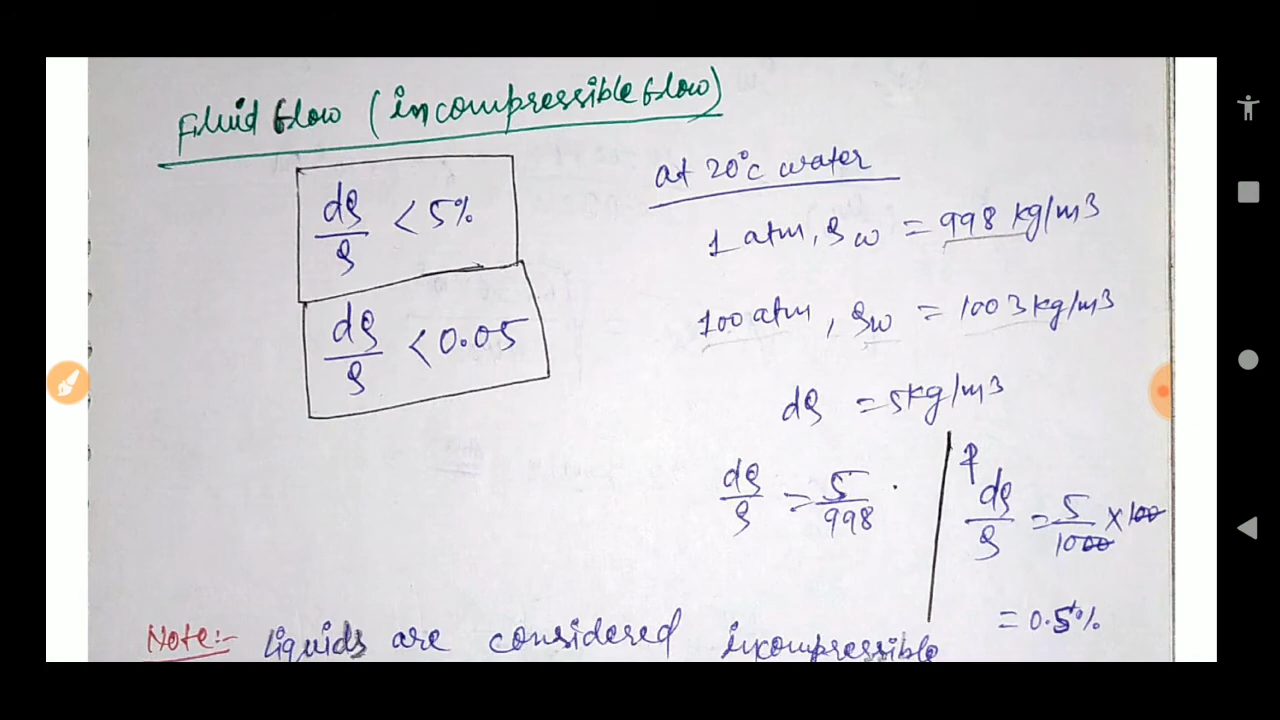 Fluid flow (incompressible flow)
dρ/ρ < 5%
dρ/ρ < 0.05
at 20°c water
1 atm, ρw = 998 kg/m3
100 atm, ρw = 1003 kg/m3
dρ = 5kg/m3
dρ/ρ = 5/998
dρ/ρ = 5/1000 × 100
= 0.5%
Note:- liquids are considered incompressible